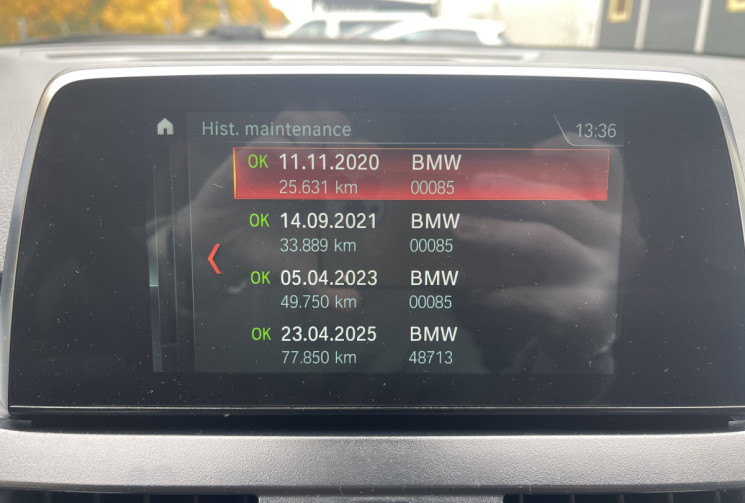 Hist. maintenance 13:36
OK 11.11.2020 BMW
25.631 km 00085
OK 14.09.2021 BMW
33.889 km 00085
OK 05.04.2023 BMW
49.750 km 00085
OK 23.04.2025 BMW
77.850 km 48713